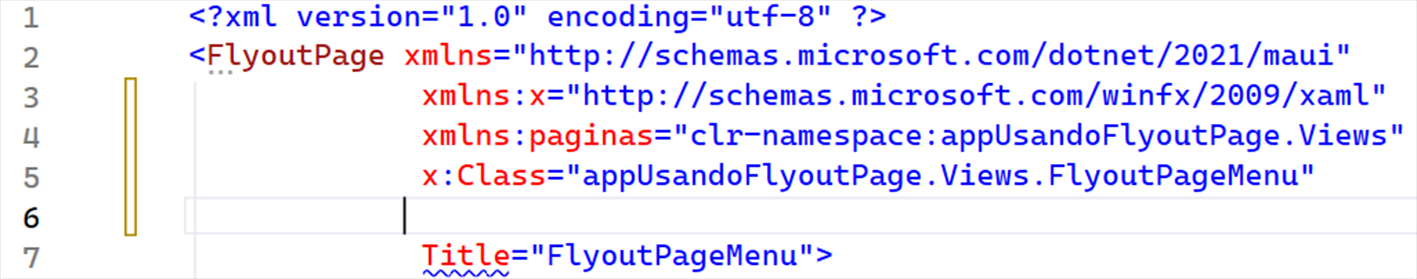 1 <?xml version="1.0" encoding="utf-8" ?>
2 <FlyoutPage xmlns="http://schemas.microsoft.com/dotnet/2021/maui"
3 xmlns:x="http://schemas.microsoft.com/winfx/2009/xaml"
4 xmlns:paginas="clr-namespace:appUsandoFlyoutPage.Views"
5 x:Class="appUsandoFlyoutPage.Views.FlyoutPageMenu"
6
7 Title="FlyoutPageMenu">